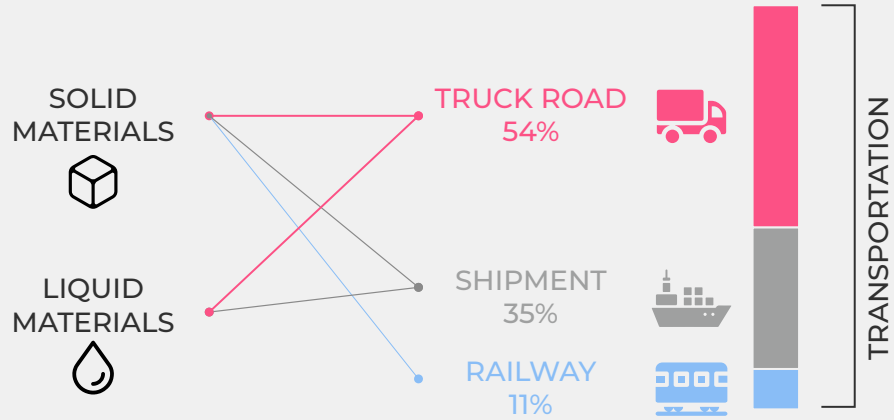 SOLID
MATERIALS
LIQUID
MATERIALS
TRUCK ROAD
54%
SHIPMENT
35%
RAILWAY
11%
TRANSPORTATION